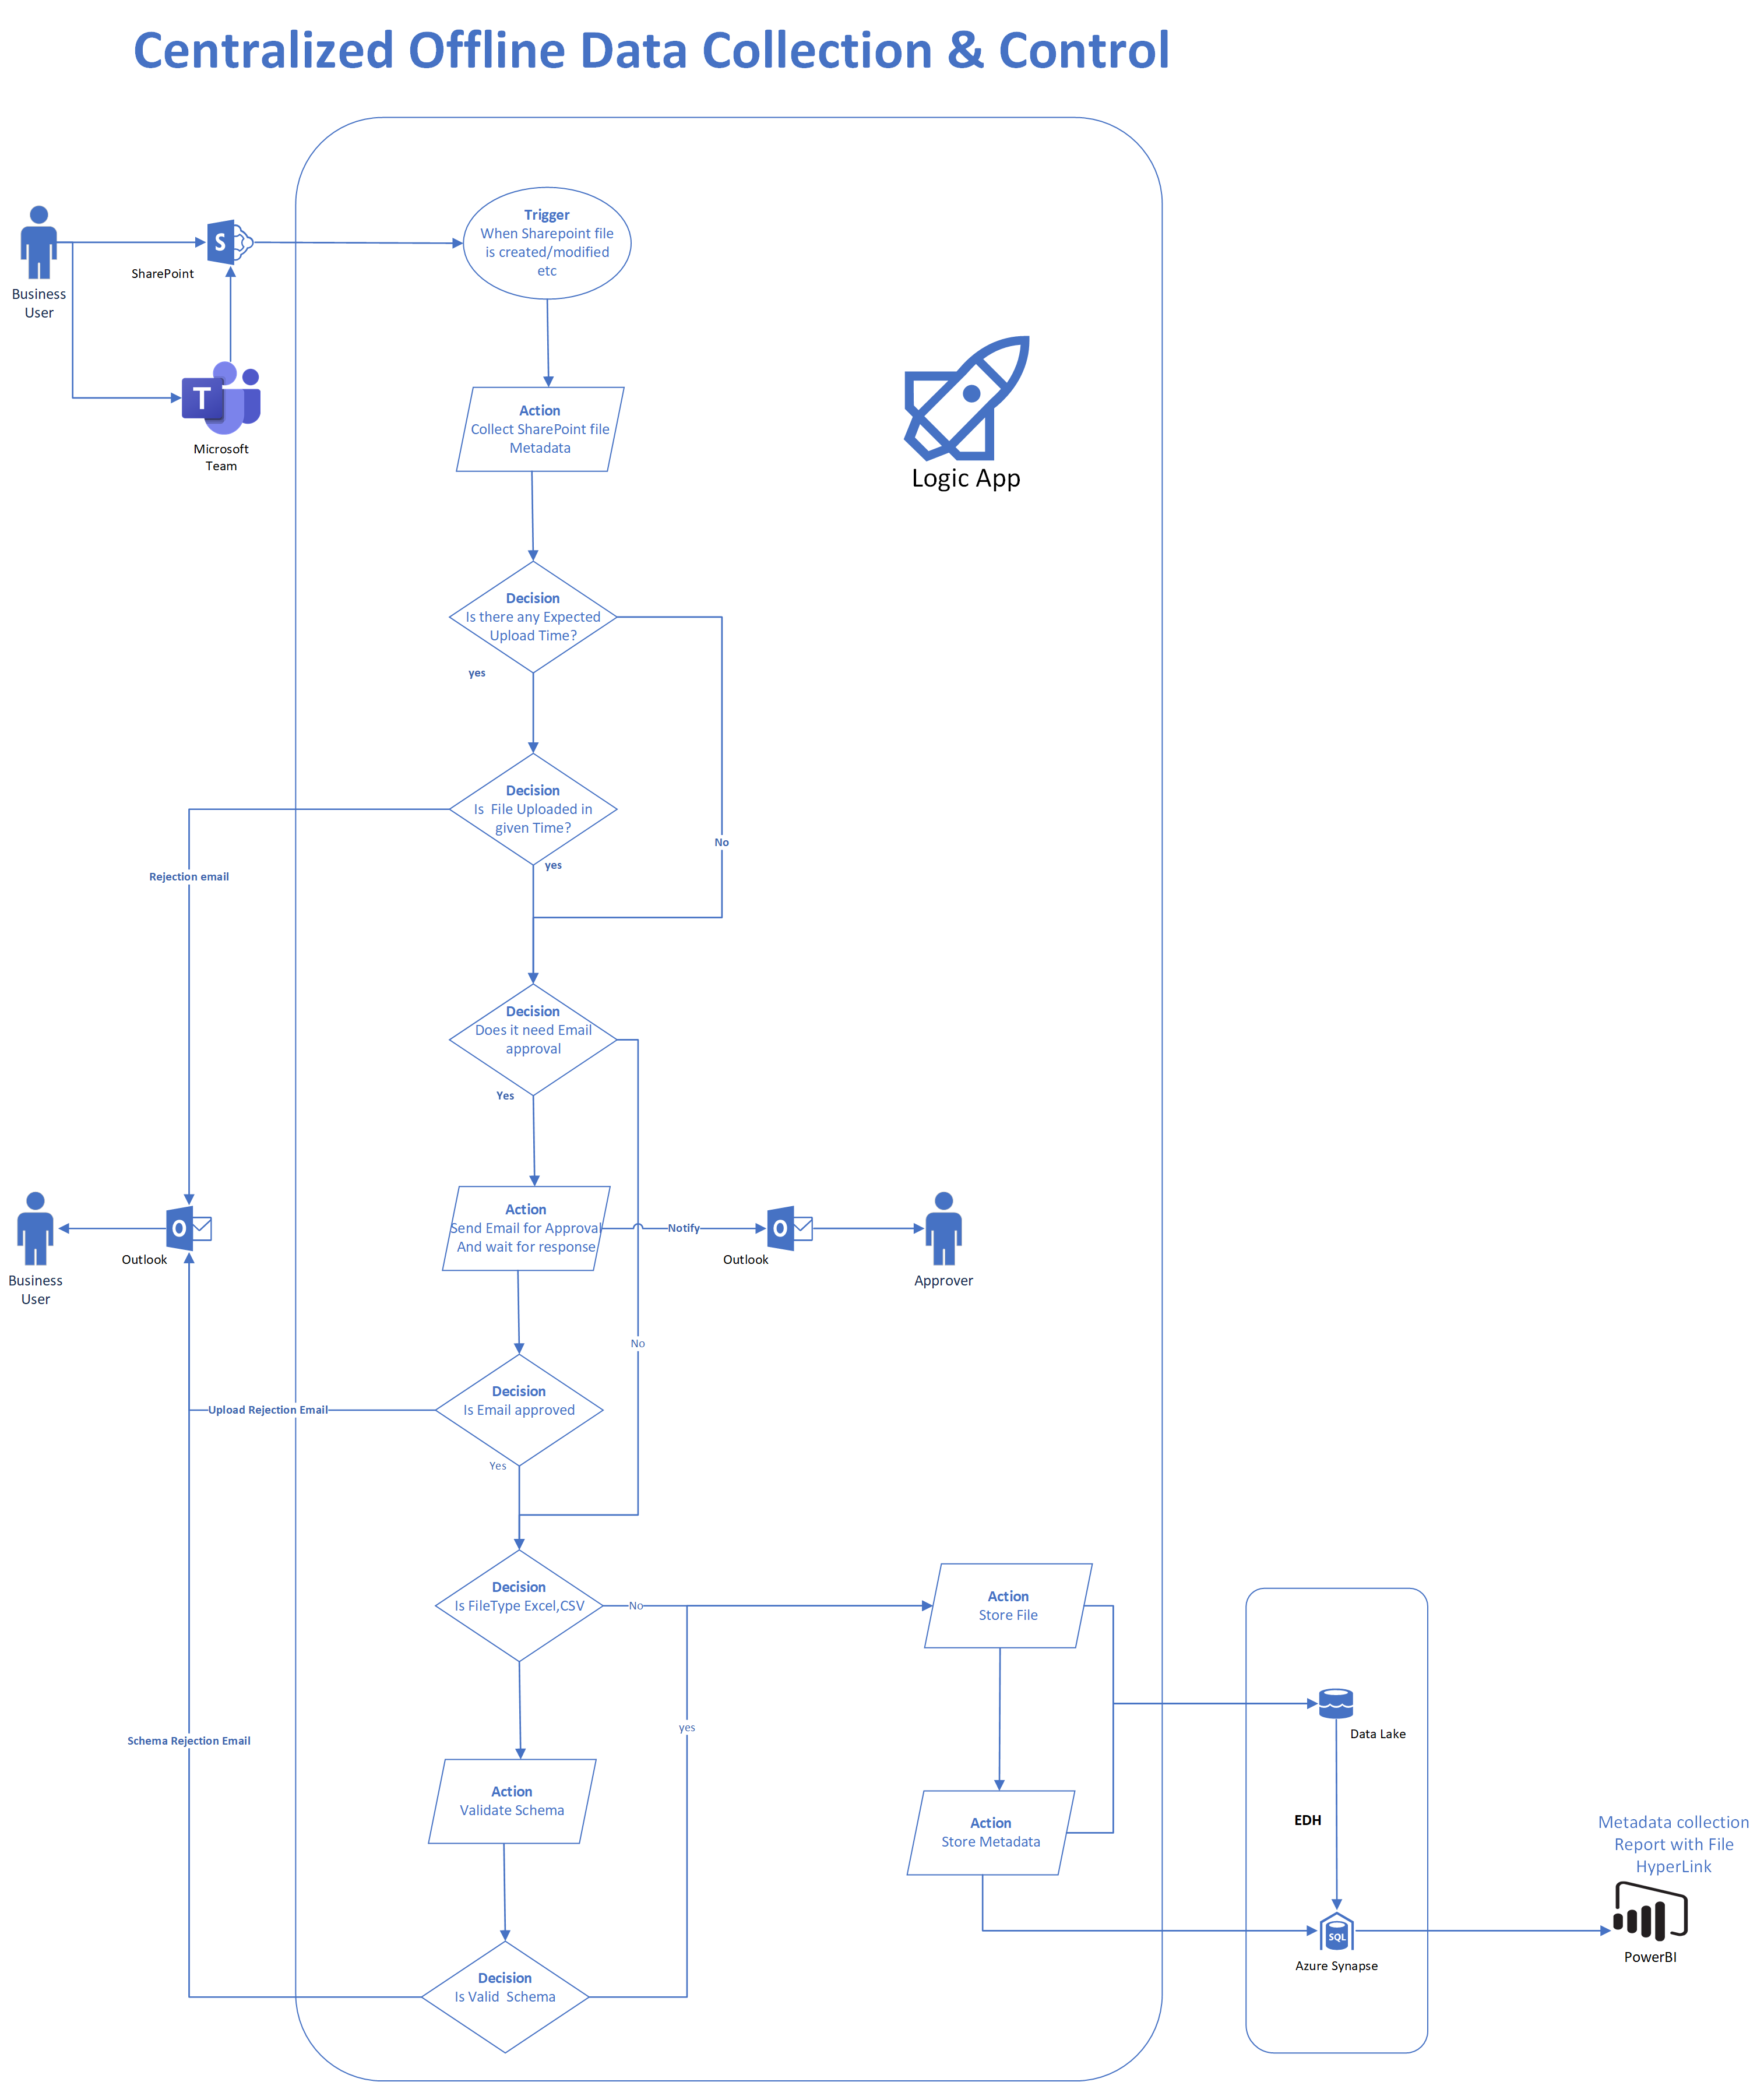 Centralized Offline Data Collection & Control
Trigger
When Sharepoint file
is created/modified
etc
S
SharePoint
Business
User
T
Microsoft
Team
Action
Collect SharePoint file
Metadata
Logic App
Decision
Is there any Expected
Upload Time?
yes
Decision
Is File Uploaded in
given Time?
yes
No
Rejection email
Decision
Does it need Email
approval
Yes
Action
Send Email for Approval
And wait for response
Notify
O
Outlook
Business
User
O
Outlook
Approver
No
Decision
Is Email approved
Upload Rejection Email
Yes
Decision
Is FileType Excel,CSV
No
Action
Store File
yes
Schema Rejection Email
Data Lake
Action
Validate Schema
Action
Store Metadata
EDH
Metadata collection
Report with File
HyperLink
SQL
Azure Synapse
PowerBI
Decision
Is Valid Schema